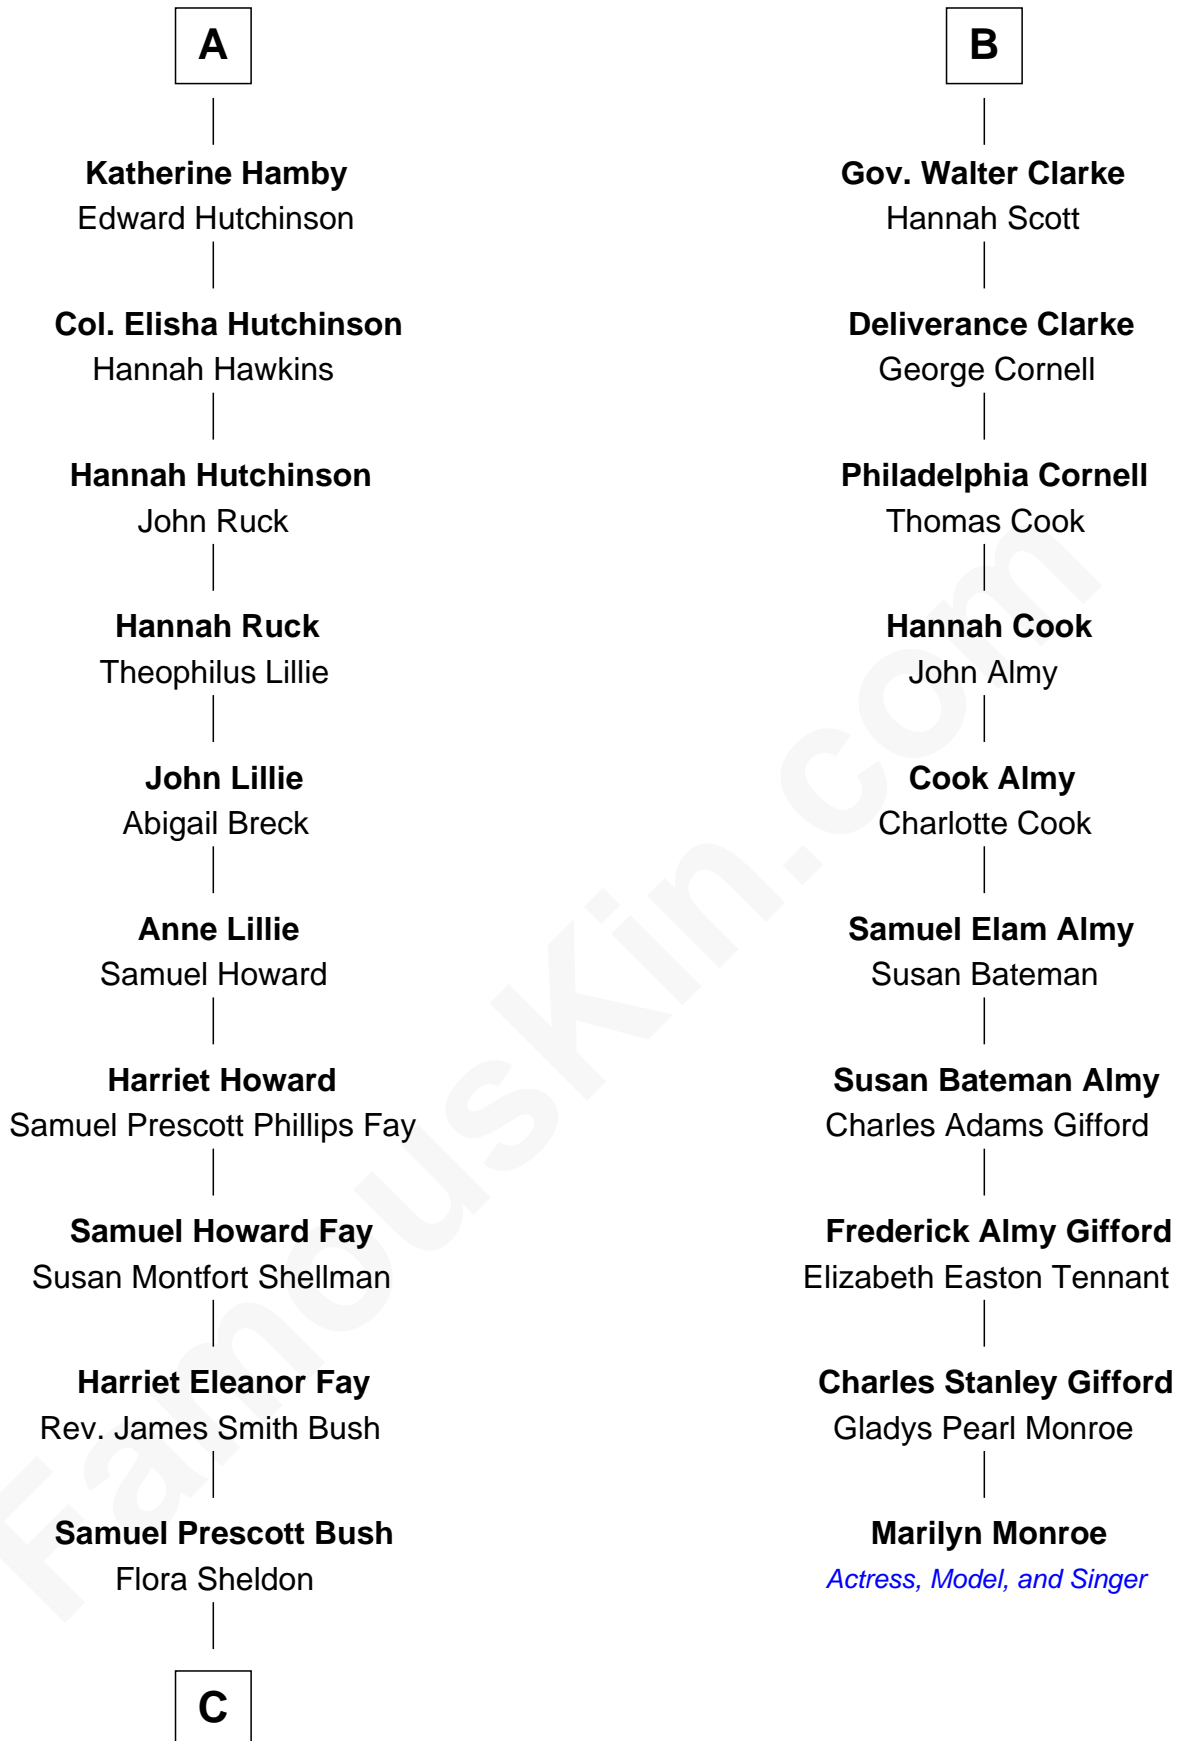 A
Katherine Hamby
Edward Hutchinson
Col. Elisha Hutchinson
Hannah Hawkins
Hannah Hutchinson
John Ruck
Hannah Ruck
Theophilus Lillie
John Lillie
Abigail Breck
Anne Lillie
Samuel Howard
Harriet Howard
Samuel Prescott Phillips Fay
Samuel Howard Fay
Susan Montfort Shellman
Harriet Eleanor Fay
Rev. James Smith Bush
Samuel Prescott Bush
Flora Sheldon
C
B
Gov. Walter Clarke
Hannah Scott
Deliverance Clarke
George Cornell
Philadelphia Cornell
Thomas Cook
Hannah Cook
John Almy
Cook Almy
Charlotte Cook
Samuel Elam Almy
Susan Bateman
Susan Bateman Almy
Charles Adams Gifford
Frederick Almy Gifford
Elizabeth Easton Tennant
Charles Stanley Gifford
Gladys Pearl Monroe
Marilyn Monroe
Actress, Model, and Singer
FamousKin.com